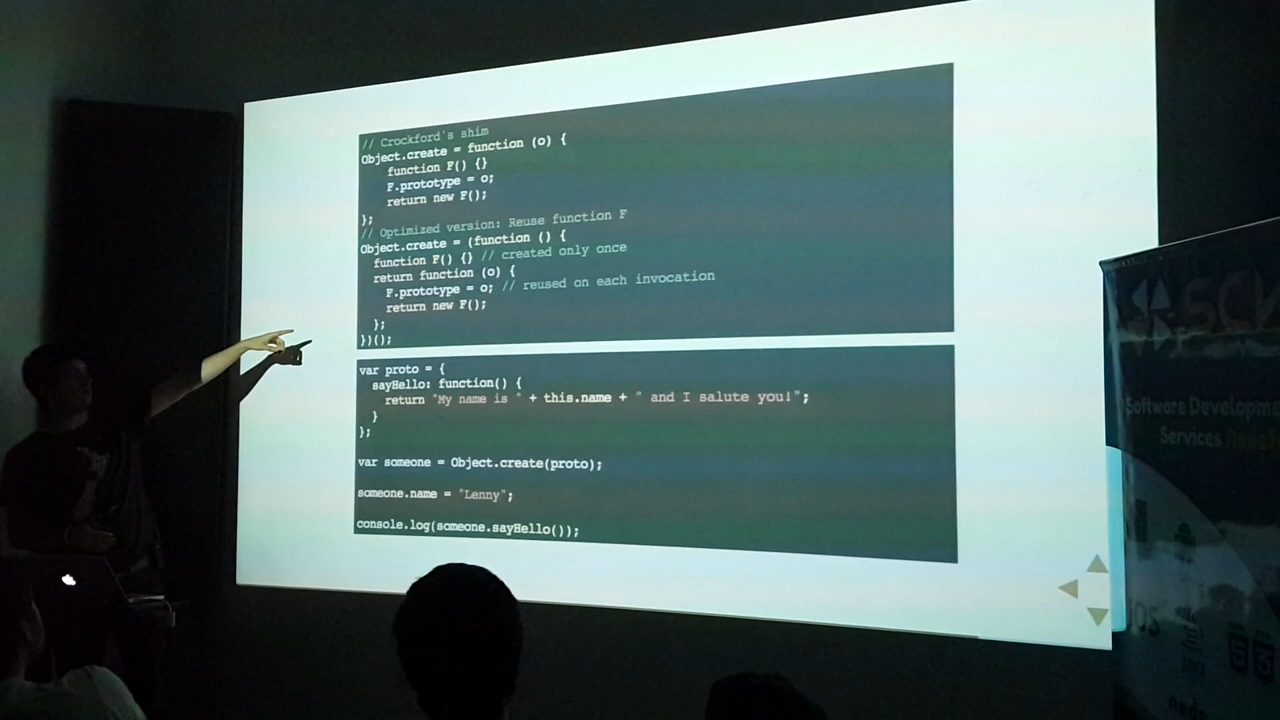 // Crockford's shim
Object.create = function (o) {
    function F() {}
    F.prototype = o;
    return new F();
};
// Optimized version: Reuse function F
Object.create = (function () {
  function F() {} // created only once
  return function (o) {
    F.prototype = o; // reused on each invocation
    return new F();
  };
})();
var proto = {
  sayHello: function() {
    return "My name is " + this.name + " and I salute you!";
  }
};
var someone = Object.create(proto);
someone.name = "Lenny";
console.log(someone.sayHello());
Software Developme
Services
iOS